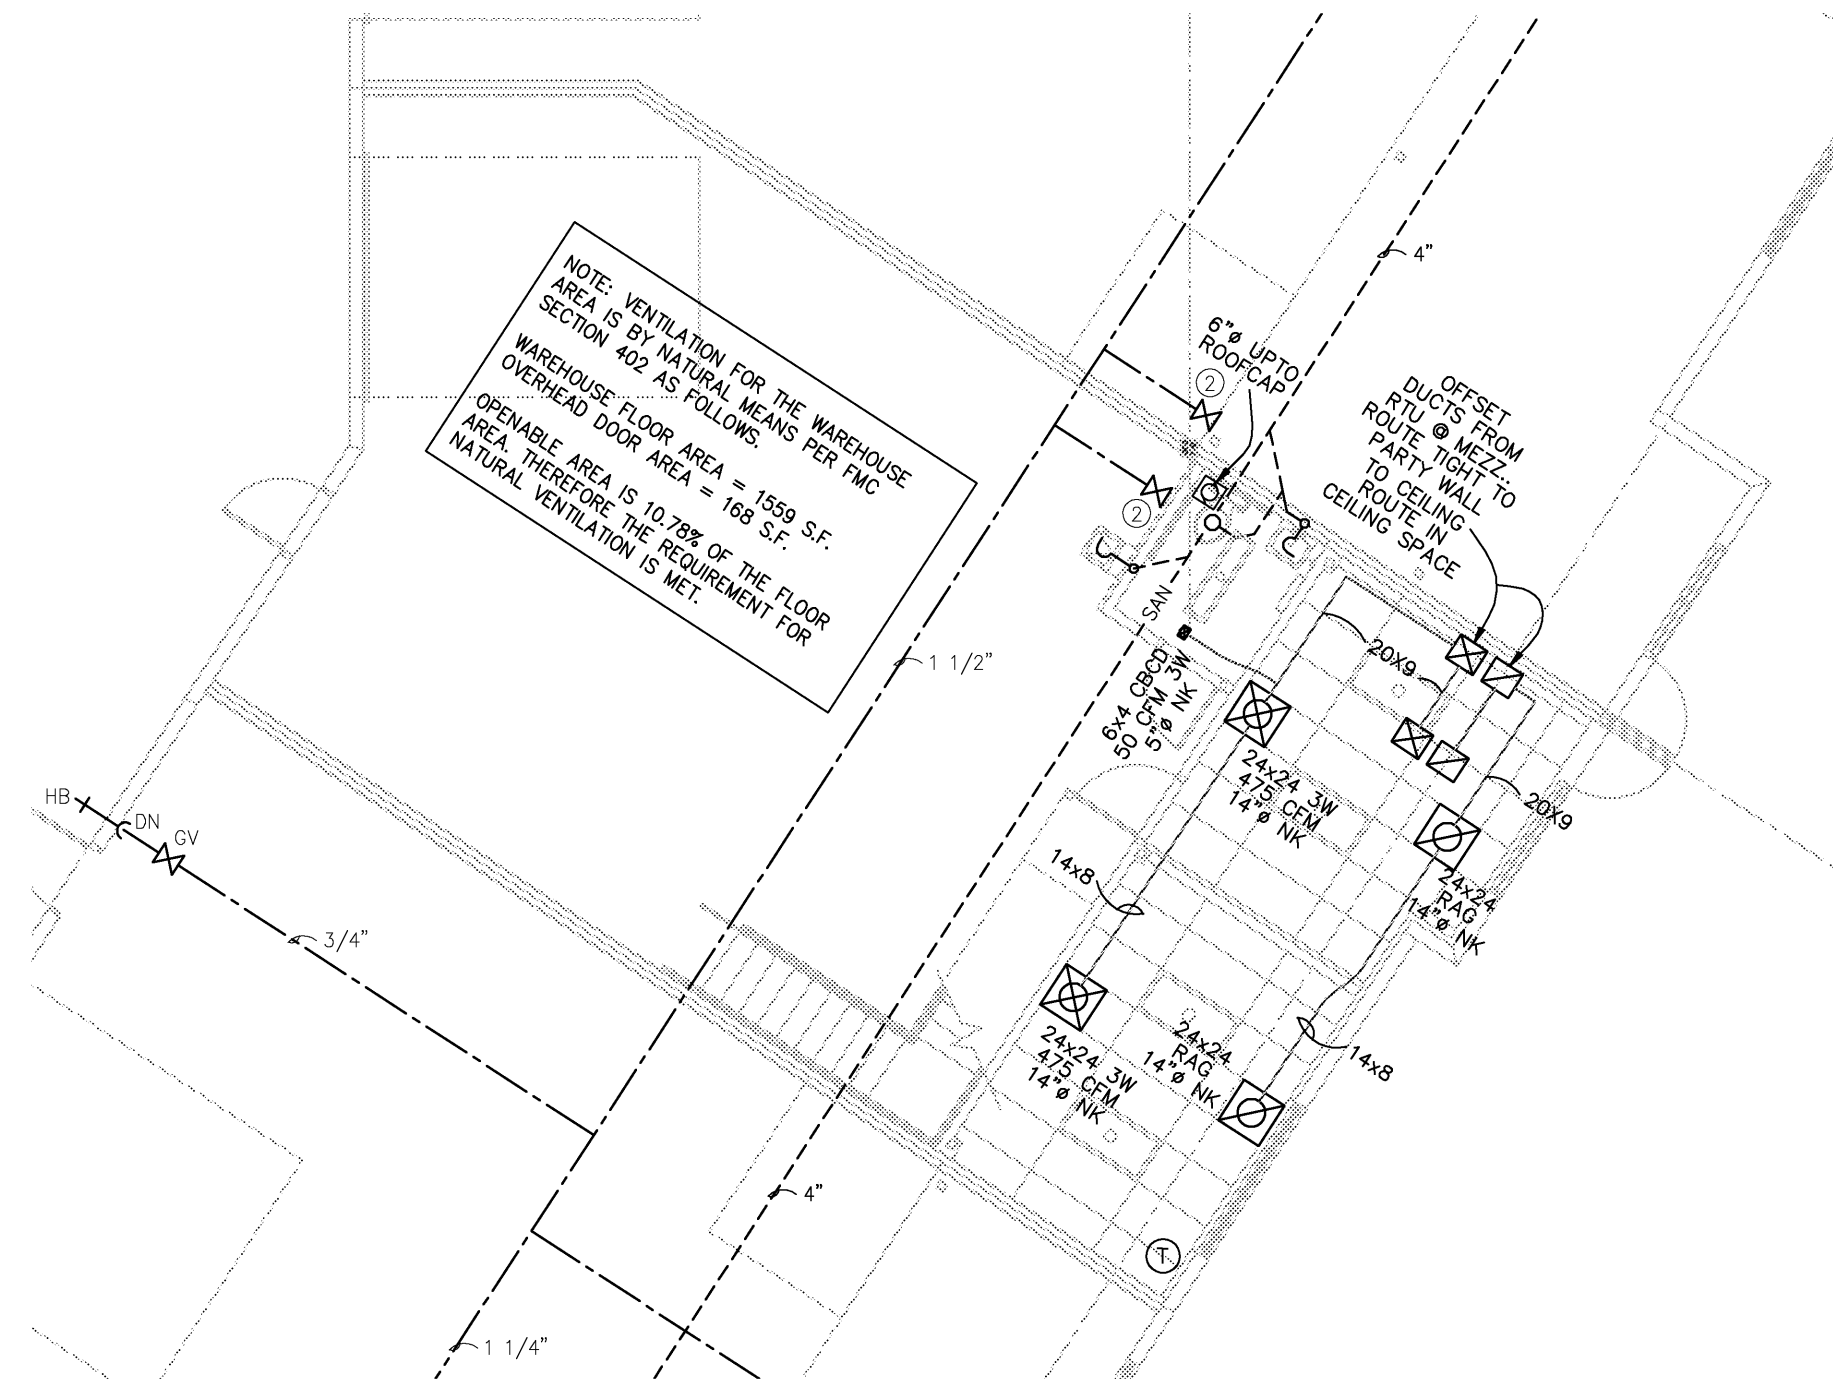 NOTE: VENTILATION FOR THE WAREHOUSE
AREA IS BY NATURAL MEANS PER FMC
SECTION 402 AS FOLLOWS.
WAREHOUSE FLOOR AREA = 1559 S.F.
OVERHEAD DOOR AREA = 168 S.F.
OPENABLE AREA IS 10.78% OF THE FLOOR
AREA. THEREFORE THE REQUIREMENT FOR
NATURAL VENTILATION IS MET.
4"
6"ø UPTO
ROOFCAP
2
2
OFFSET
DUCTS FROM
RTU @ MEZZ..
ROUTE TIGHT TO
PARTY WALL
TO CEILING
ROUTE IN
CEILING SPACE
SAN
1 1/2"
6x4 CBCD
50 CFM 3W
5"ø NK
20X9
20X9
24x24 3W
475 CFM
14"ø NK
24x24
RAG
14"ø NK
14x8
HB
DN
GV
3/4"
24x24 3W
475 CFM
14"ø NK
24x24
RAG
14"ø NK
14x8
4"
T
1 1/4"